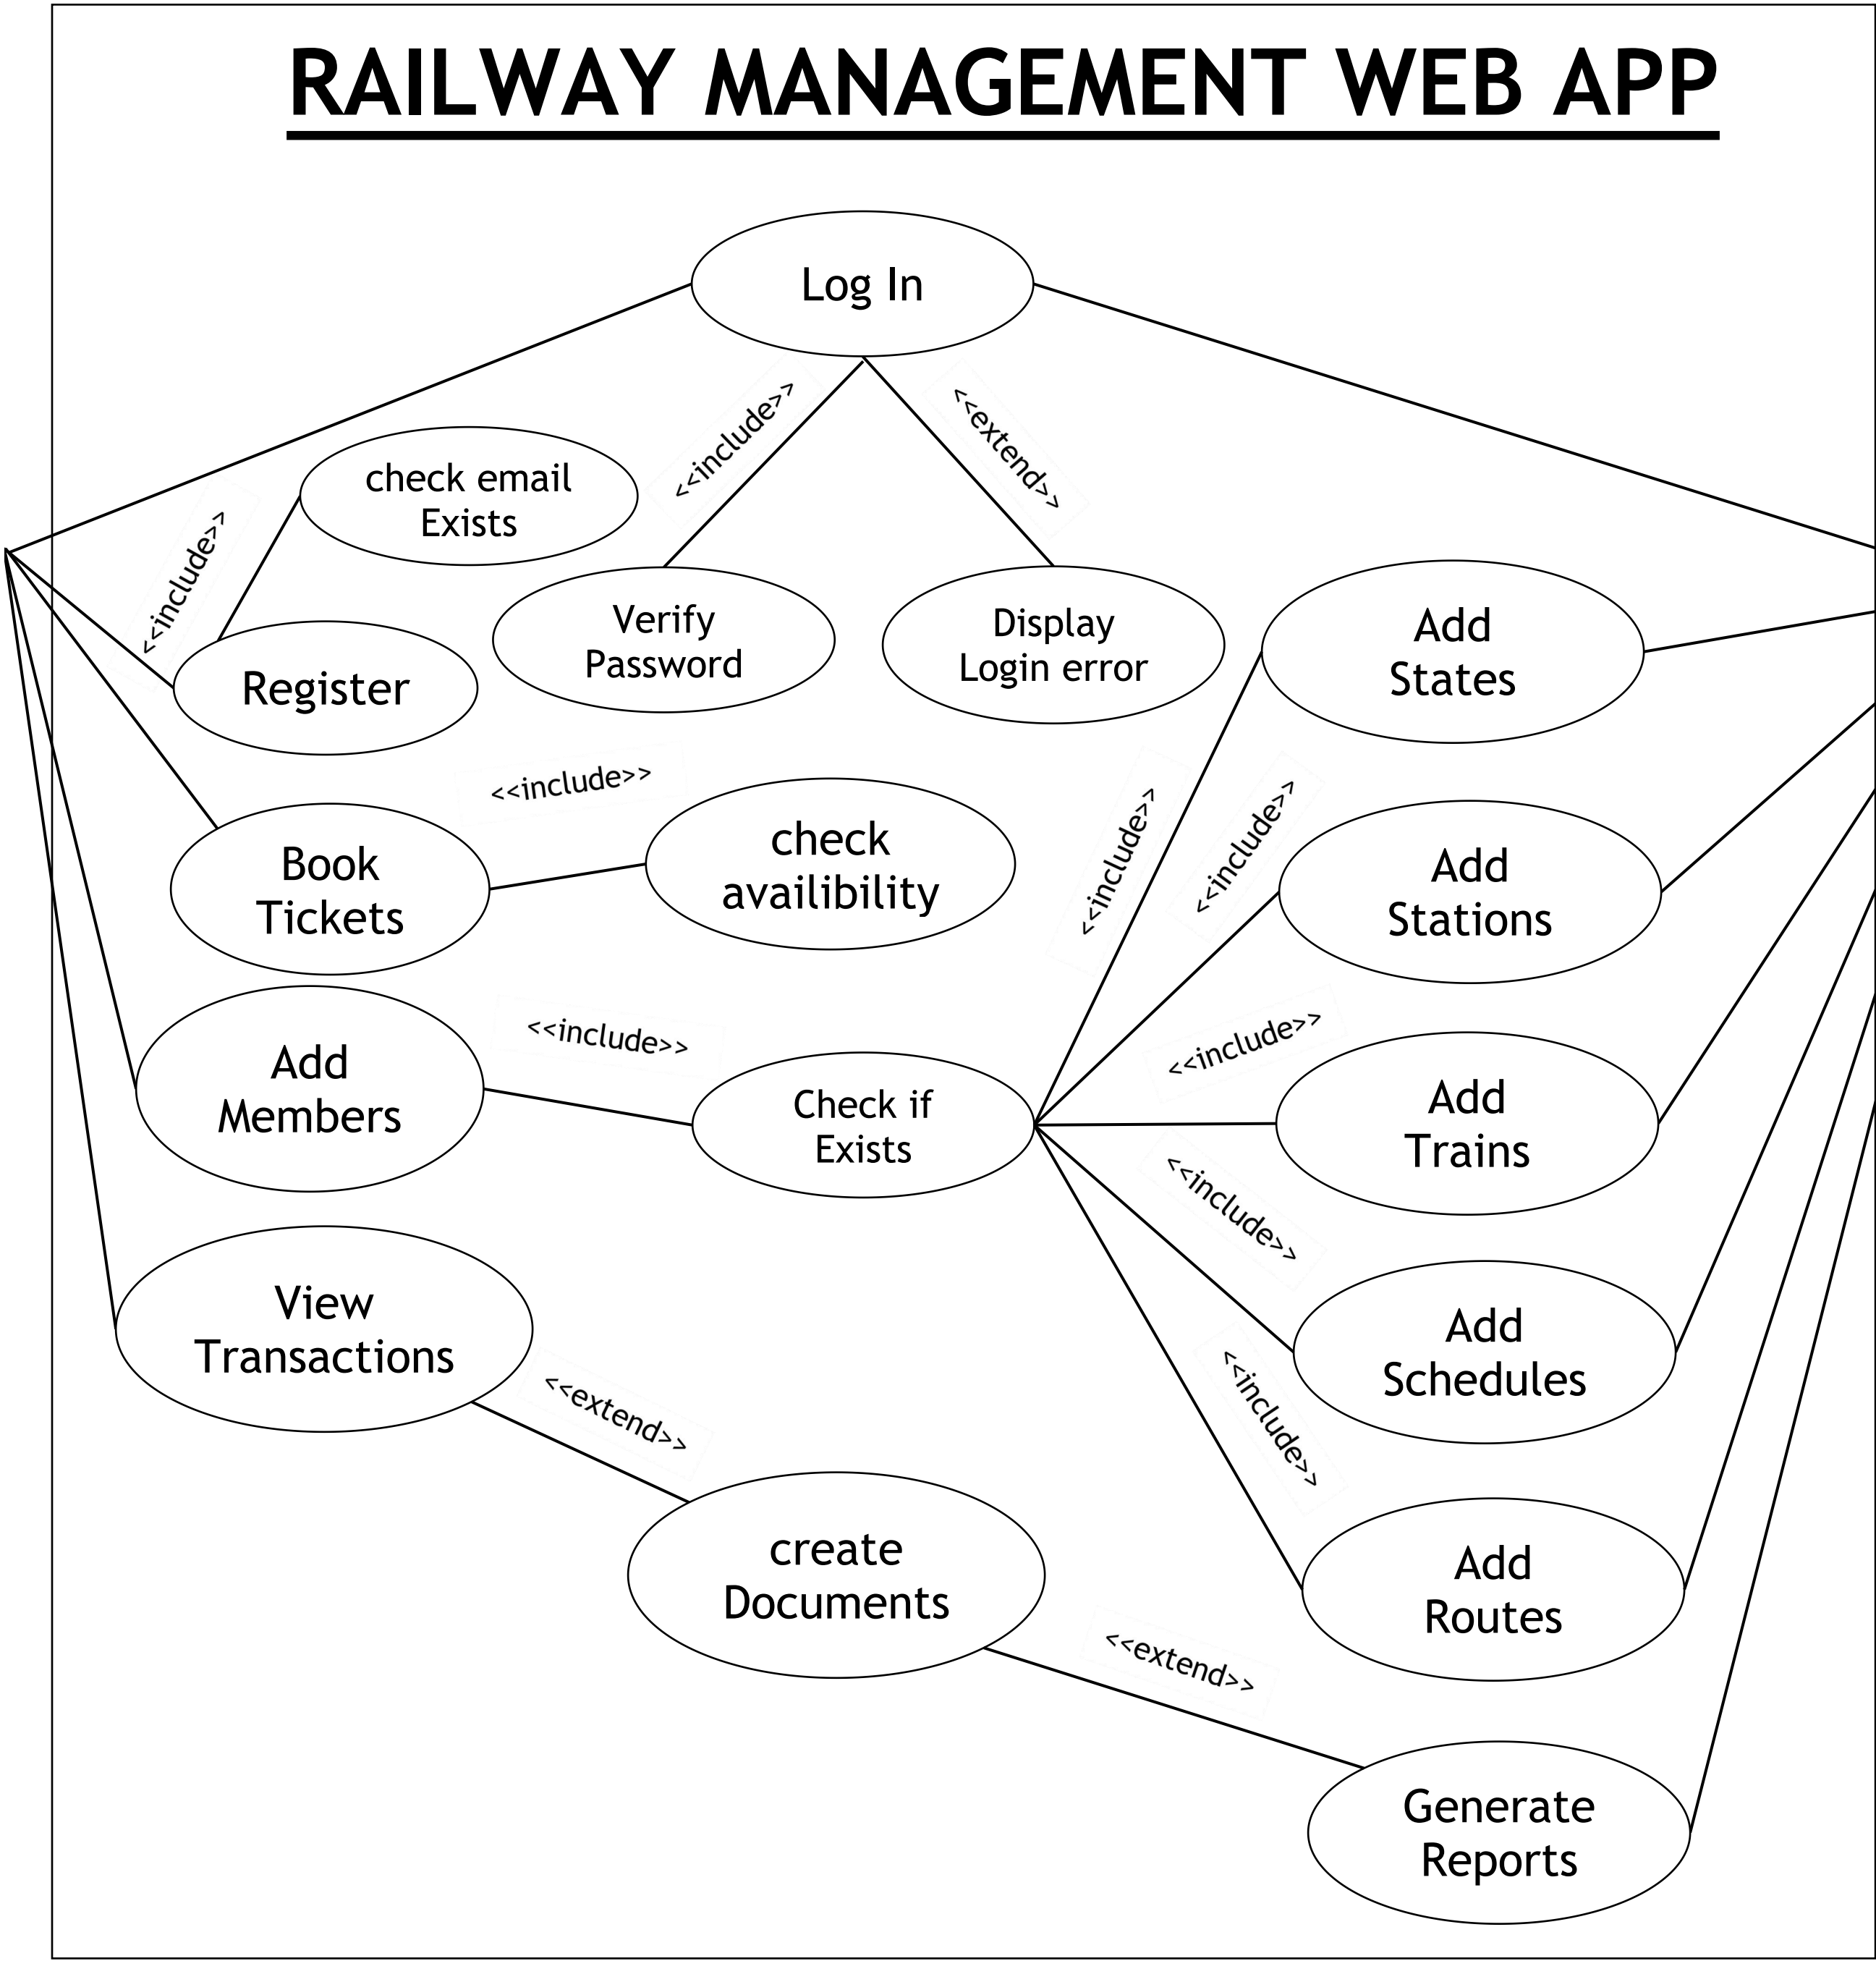 RAILWAY MANAGEMENT WEB APP
Log In
<<include>>
<<extend>>
check email
Exists
<<include>>
Verify
Password
Display
Login error
Add
States
Register
<<include>>
<<include>>
<<include>>
Book
Tickets
check
availibility
Add
Stations
<<include>>
<<include>>
Add
Members
Check if
Exists
Add
Trains
<<include>>
View
Transactions
Add
Schedules
<<extend>>
<<include>>
create
Documents
Add
Routes
<<extend>>
Generate
Reports